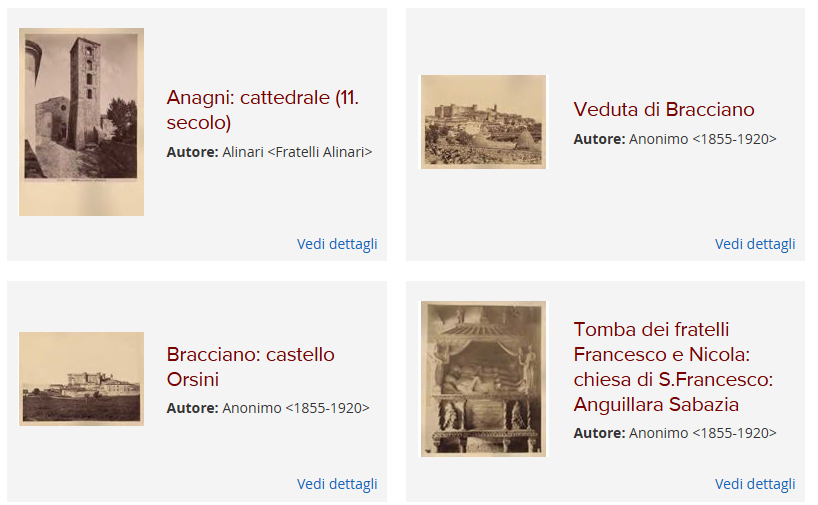 Anagni: cattedrale (11.
secolo)
Autore: Alinari <Fratelli Alinari>
Vedi dettagli
Veduta di Bracciano
Autore: Anonimo <1855-1920>
Vedi dettagli
Bracciano: castello
Orsini
Autore: Anonimo <1855-1920>
Vedi dettagli
Tomba dei fratelli
Francesco e Nicola:
chiesa di S.Francesco:
Anguillara Sabazia
Autore: Anonimo <1855-1920>
Vedi dettagli